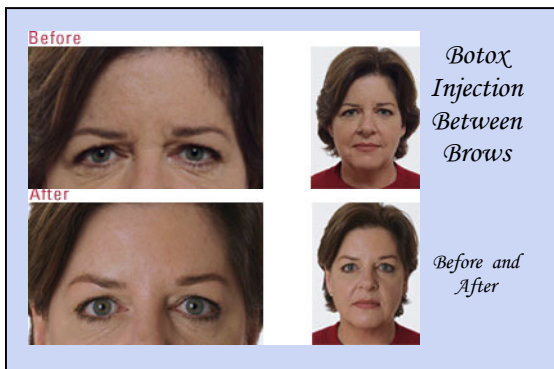 Before
Botox
Injection
Between
Brows
After
Before and
After